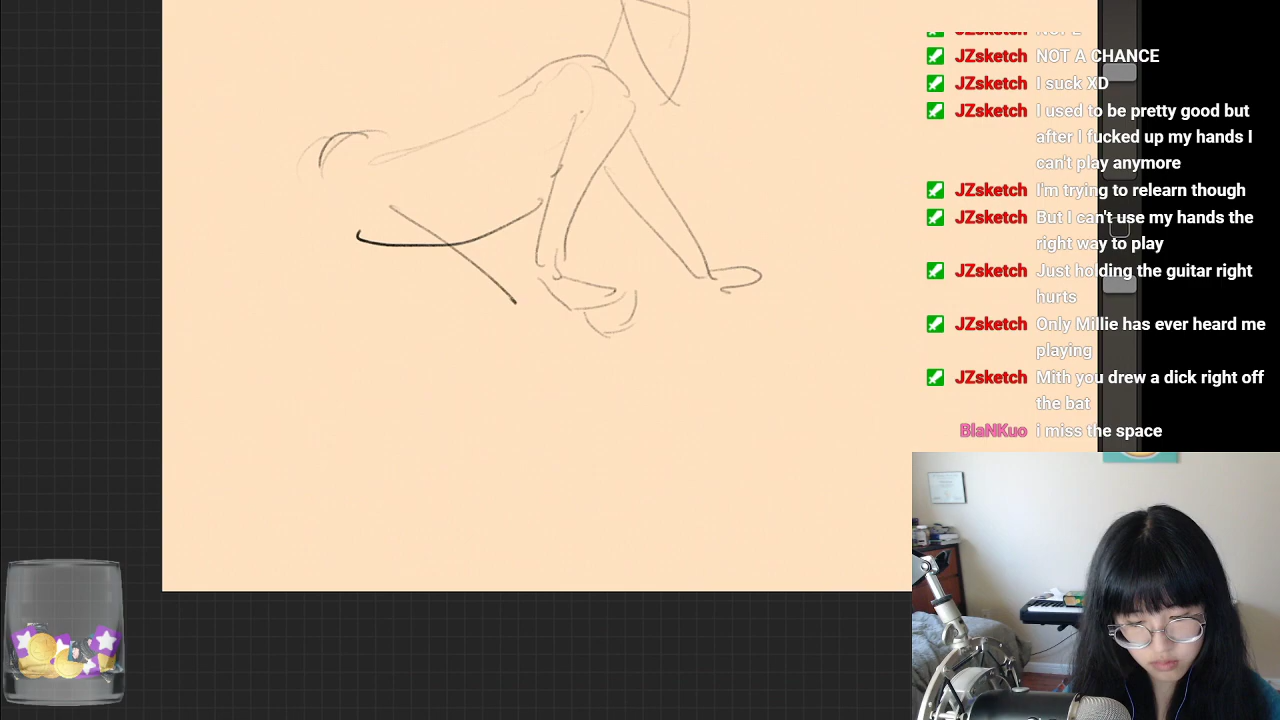 JZsketch NOPE
JZsketch NOT A CHANCE
JZsketch I suck XD
JZsketch I used to be pretty good but
after I fucked up my hands I
can't play anymore
JZsketch I'm trying to relearn though
JZsketch But I can't use my hands the
right way to play
JZsketch Just holding the guitar right
hurts
JZsketch Only Millie has ever heard me
playing
JZsketch Mith you drew a dick right off
the bat
BlaNKuo i miss the space